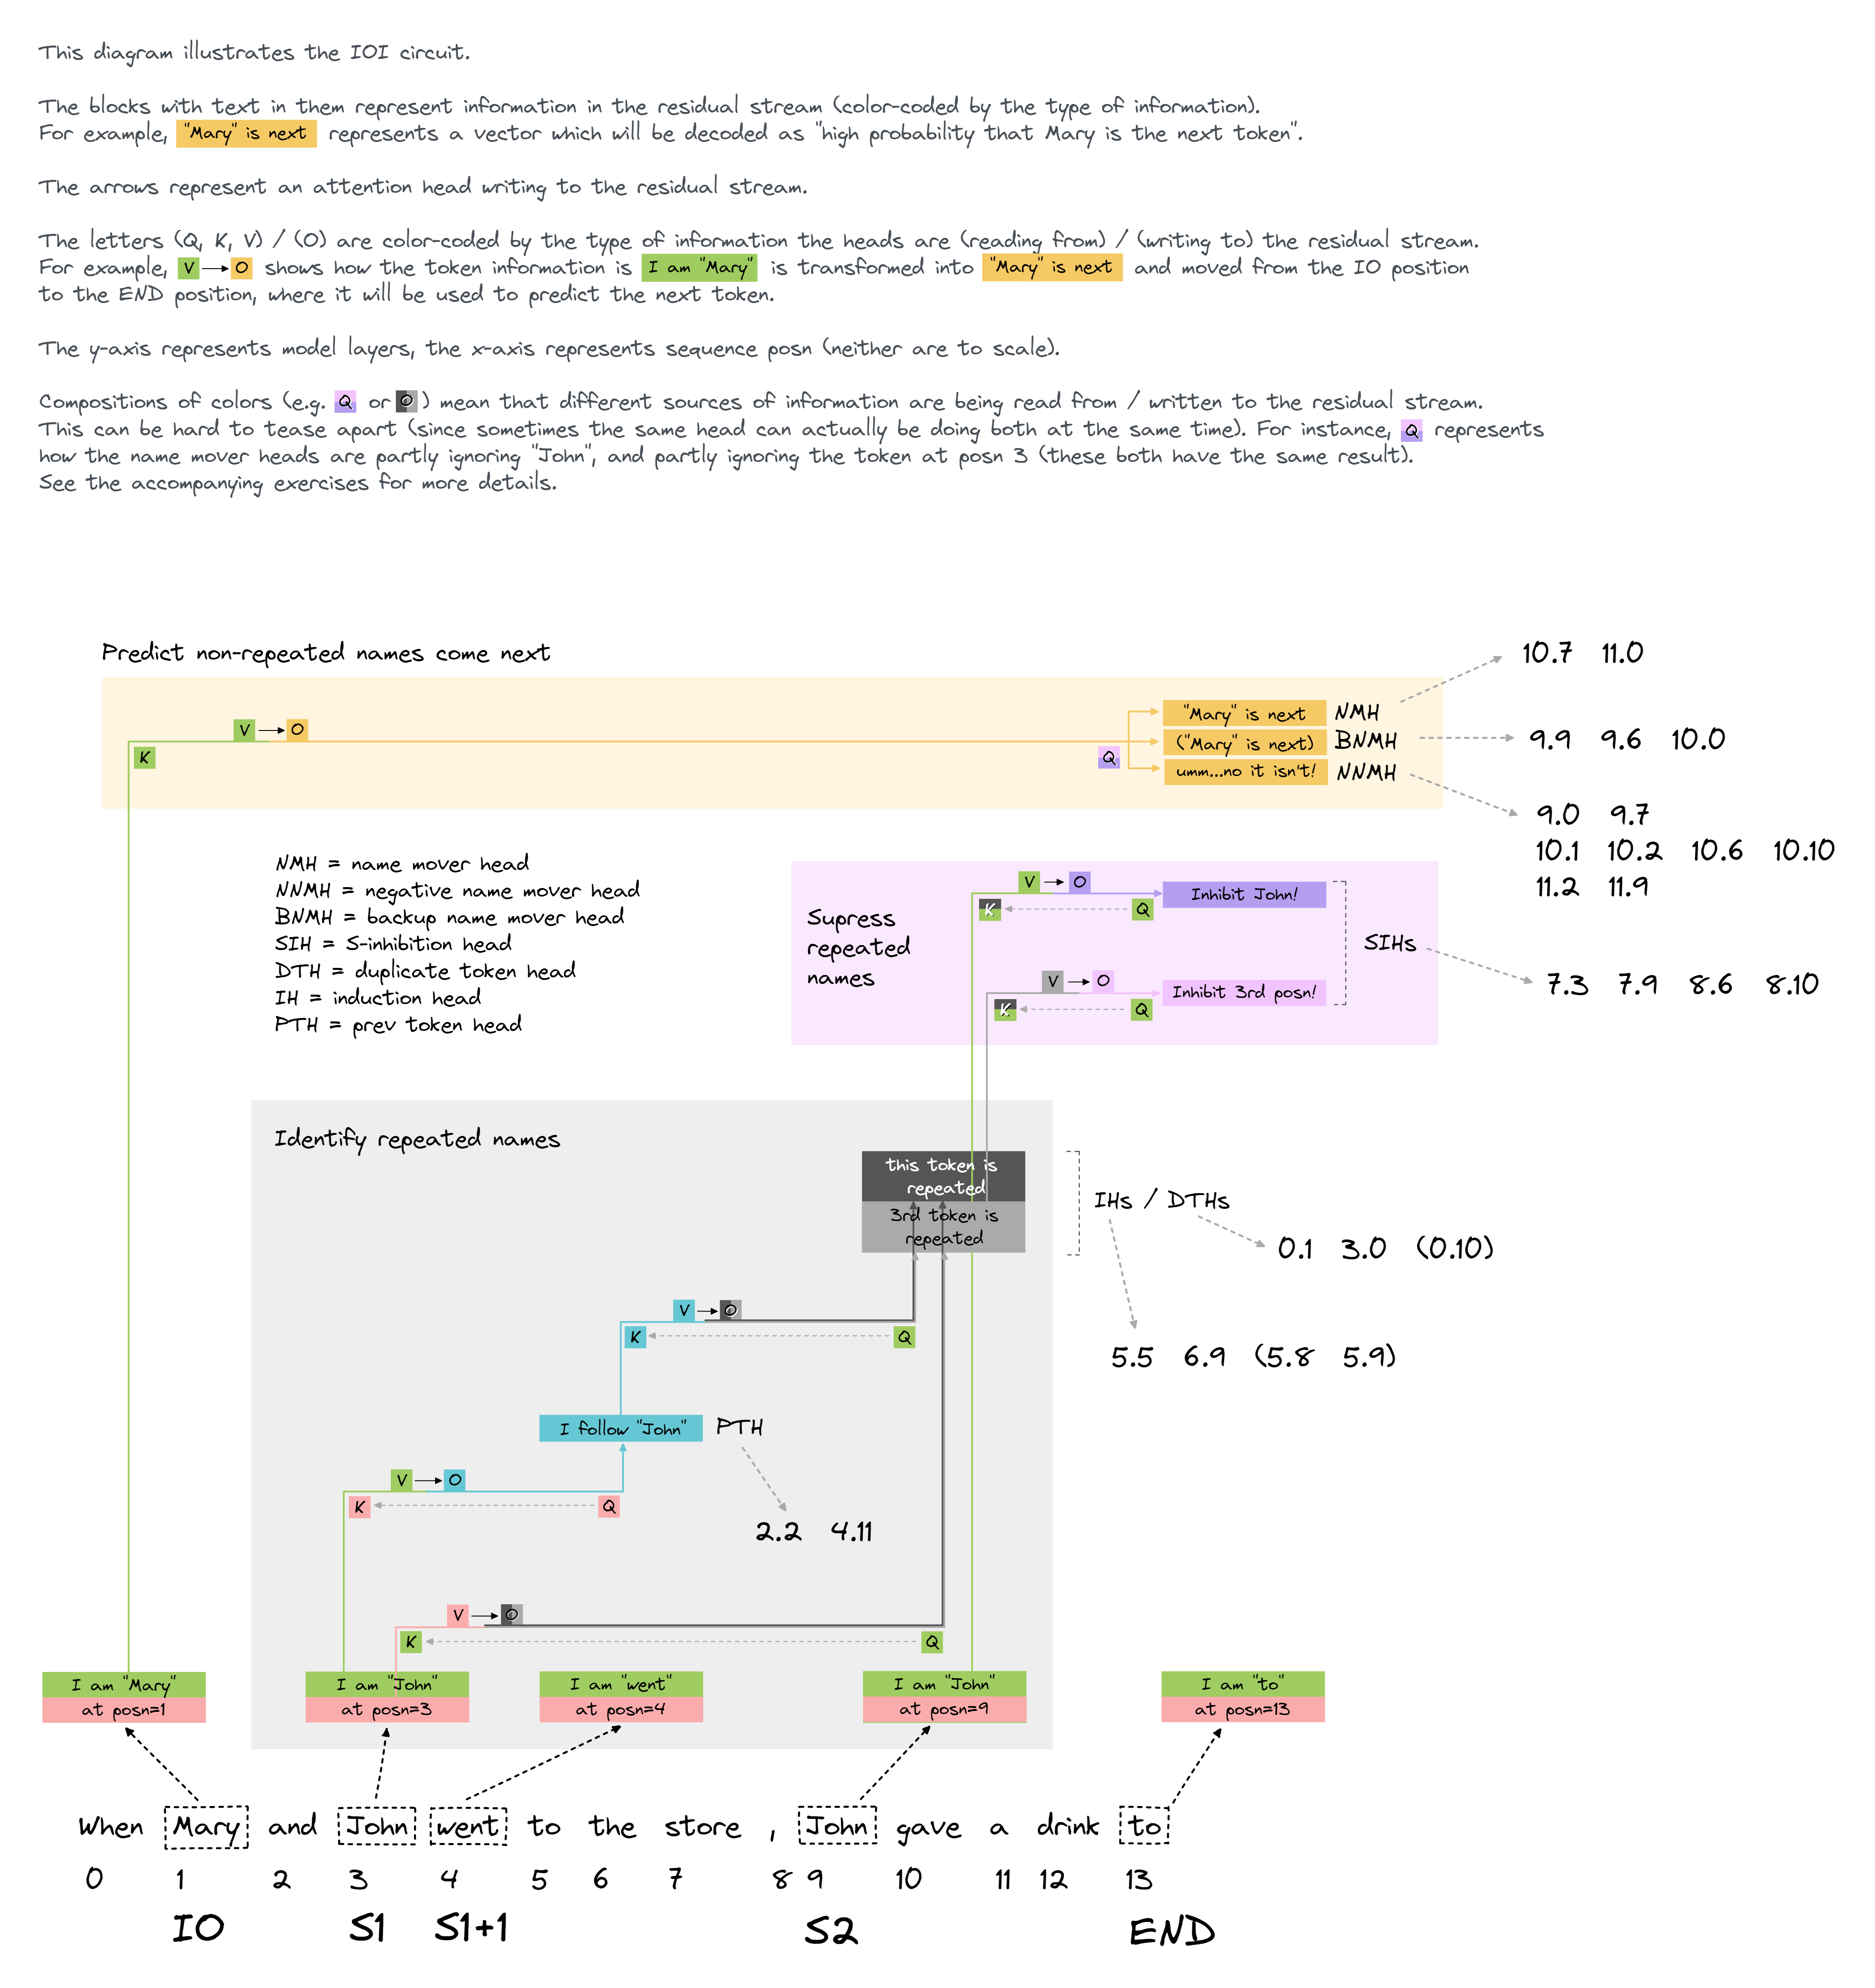 This diagram illustrates the IOI circuit.
The blocks with text in them represent information in the residual stream (color-coded by the type of information).
For example, "Mary" is next represents a vector which will be decoded as "high probability that Mary is the next token".
The arrows represent an attention head writing to the residual stream.
The letters (Q, K, V) / (O) are color-coded by the type of information the heads are (reading from) / (writing to) the residual stream.
For example, V O shows how the token information is I am "Mary" is transformed into "Mary" is next and moved from the IO position
to the END position, where it will be used to predict the next token.
The y-axis represents model layers, the x-axis represents sequence posn (neither are to scale).
Compositions of colors (e.g. Q or O) mean that different sources of information are being read from / written to the residual stream.
This can be hard to tease apart (since sometimes the same head can actually be doing both at the same time). For instance, Q represents
how the name mover heads are partly ignoring "John", and partly ignoring the token at posn 3 (these both have the same result).
See the accompanying exercises for more details.
Predict non-repeated names come next
10.7 11.0
V O
K
Q
"Mary" is next NMH
("Mary" is next) BNMH
umm...no it isn't! NNMH
9.9 9.6 10.0
9.0 9.7
10.1 10.2 10.6 10.10
11.2 11.9
NMH = name mover head
NNMH = negative name mover head
BNMH = backup name mover head
SIH = S-inhibition head
DTH = duplicate token head
IH = induction head
PTH = prev token head
Supress
repeated
names
V O
K Q
Inhibit John!
V O
K Q
Inhibit 3rd posn!
SIHs
7.3 7.9 8.6 8.10
Identify repeated names
this token is
repeated
3rd token is
repeated
IHs / DTHs
0.1 3.0 (0.10)
5.5 6.9 (5.8 5.9)
V O
K Q
I follow "John" PTH
2.2 4.11
V O
K Q
V O
K Q
I am "Mary"
at posn=1
I am "John"
at posn=3
I am "went"
at posn=4
I am "John"
at posn=9
I am "to"
at posn=13
When Mary and John went to the store , John gave a drink to
0 1 2 3 4 5 6 7 8 9 10 11 12 13
IO S1 S1+1 S2 END